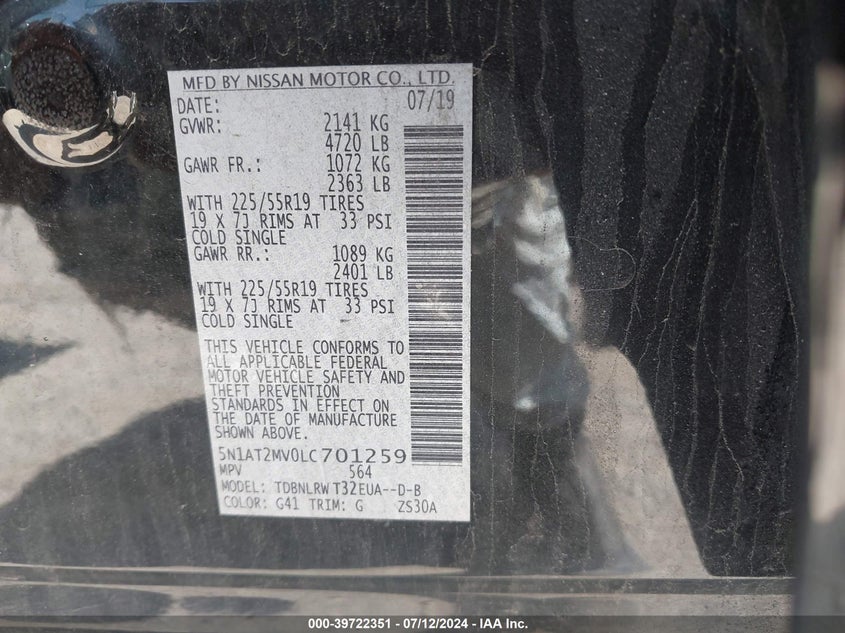 MFD BY NISSAN MOTOR CO., LTD.
DATE: 07/19
GVWR: 2141 KG
4720 LB
GAWR FR.: 1072 KG
2363 LB
WITH 225/55R19 TIRES
19 X 7J RIMS AT 33 PSI
COLD SINGLE
GAWR RR.: 1089 KG
2401 LB
WITH 225/55R19 TIRES
19 X 7J RIMS AT 33 PSI
COLD SINGLE
THIS VEHICLE CONFORMS TO
ALL APPLICABLE FEDERAL
MOTOR VEHICLE SAFETY AND
THEFT PREVENTION
STANDARDS IN EFFECT ON
THE DATE OF MANUFACTURE
SHOWN ABOVE.
5N1AT2MV0LC701259
MPV 564
MODEL: TDBNLRW T32EUA--D-B
COLOR: G41 TRIM: G ZS30A
000-39722351 - 07/12/2024 - IAA Inc.